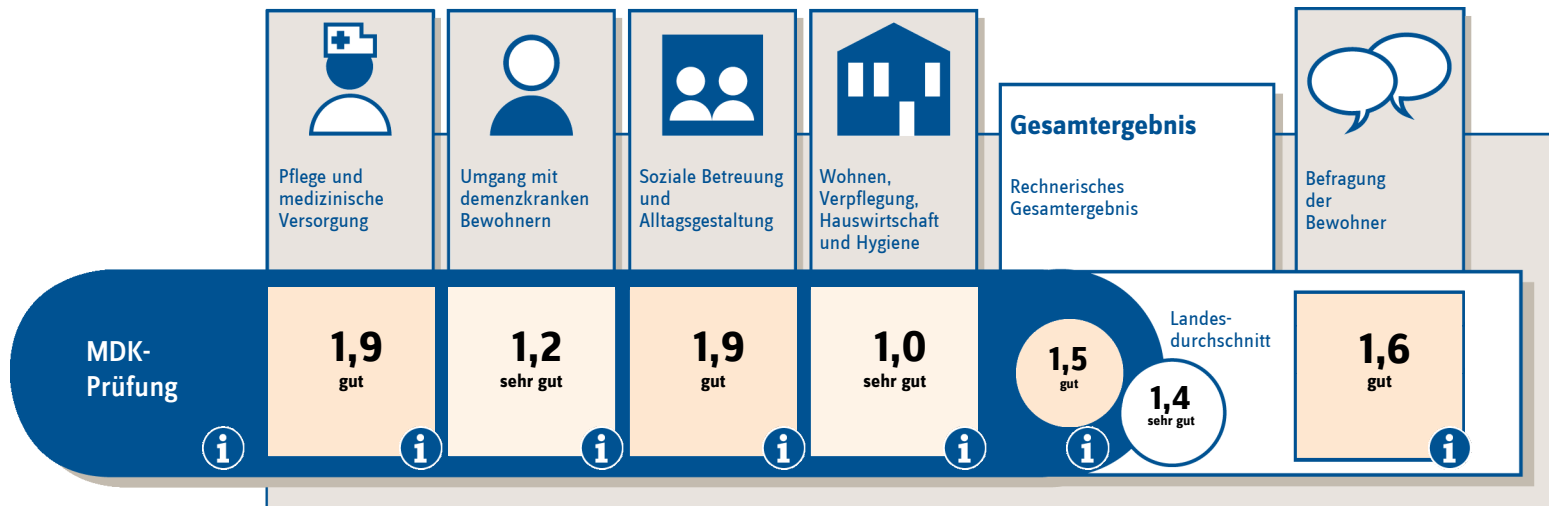 Pflege und
medizinische
Versorgung
Umgang mit
demenzkranken
Bewohnern
Soziale Betreuung
und
Alltagsgestaltung
Wohnen,
Verpflegung,
Hauswirtschaft
und Hygiene
Gesamtergebnis
Rechnerisches
Gesamtergebnis
Befragung
der
Bewohner
MDK-
Prüfung
i
1,9
gut
i
1,2
sehr gut
i
1,9
gut
i
1,0
sehr gut
i
1,5
gut
i
Landes-
durchschnitt
1,4
sehr gut
1,6
gut
i